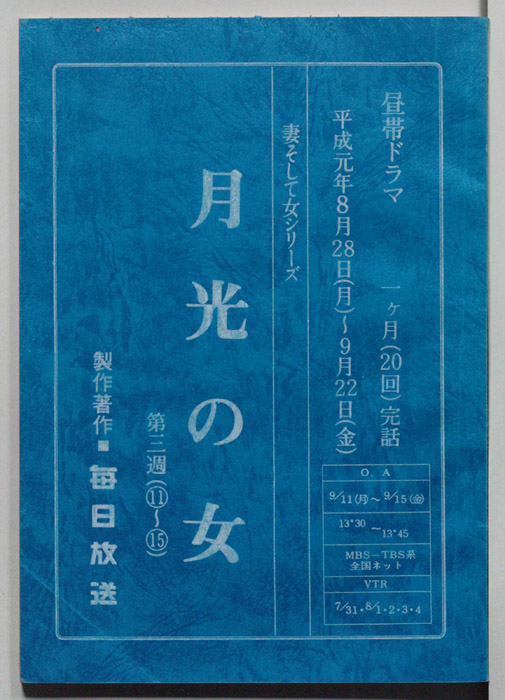 昼帯ドラマ 一ヶ月(20回)完話
平成元年8月28日(月)～9月22日(金)
妻そして女シリーズ
月光の女
第三週(⑪～⑮)
製作著作■毎日放送
O.A
9/11(月)～9/15(金)
13°30～13°45
MBS－TBS系
全国ネット
VTR
7/31・8/1・2・3・4